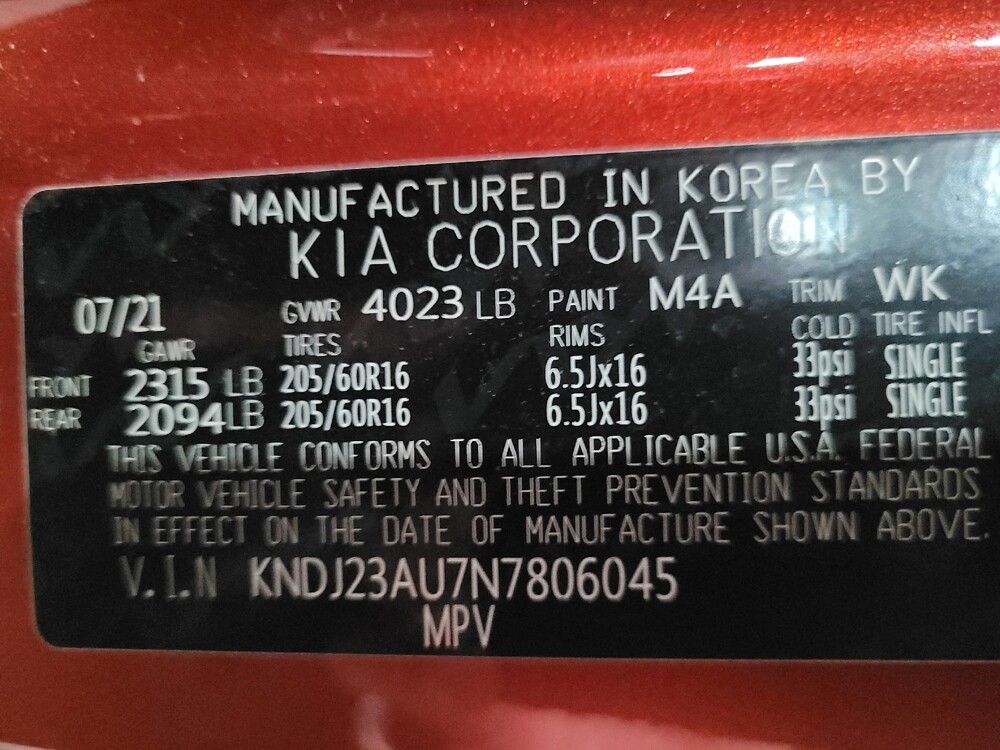 MANUFACTURED IN KOREA BY
KIA CORPORATION
07/21 GVWR 4023 LB PAINT M4A TRIM WK
GAWR TIRES RIMS COLD TIRE INFL
FRONT 2315 LB 205/60R16 6.5Jx16 33psi SINGLE
REAR 2094LB 205/60R16 6.5Jx16 33psi SINGLE
THIS VEHICLE CONFORMS TO ALL APPLICABLE U.S.A. FEDERAL
MOTOR VEHICLE SAFETY AND THEFT PREVENTION STANDARDS
IN EFFECT ON THE DATE OF MANUFACTURE SHOWN ABOVE.
V.I.N KNDJ23AU7N7806045
MPV